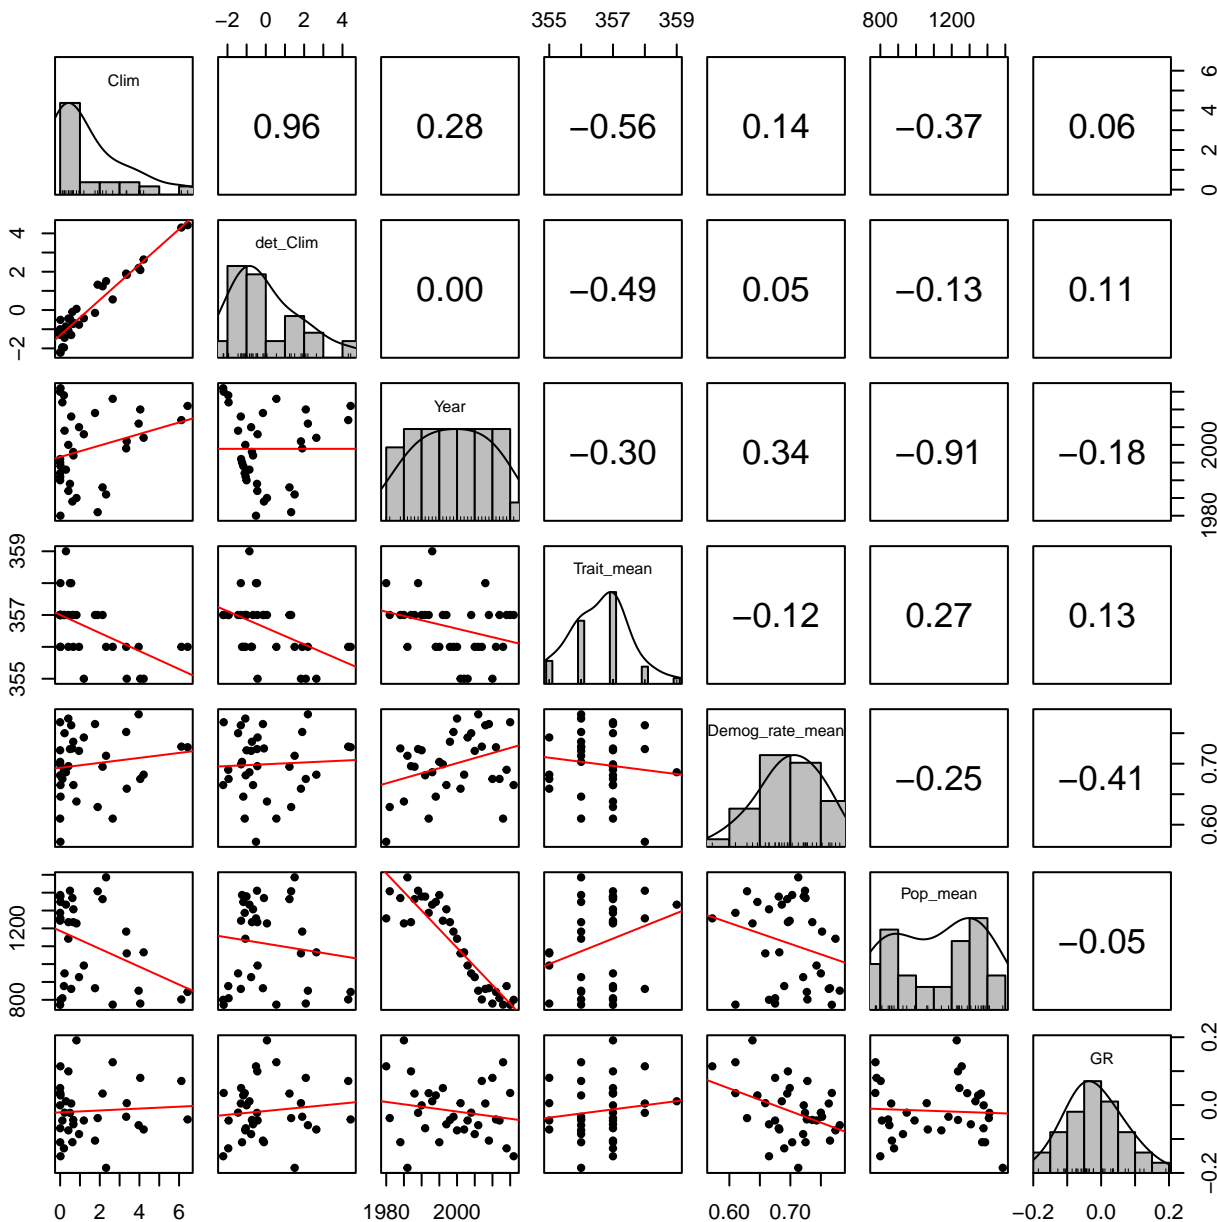 −2 0 2 4 355 357 359 800 1200
Clim 0.96 0.28 −0.56 0.14 −0.37 0.06 0 2 4 6
−2 0 2 4 det_Clim 0.00 −0.49 0.05 −0.13 0.11
Year −0.30 0.34 −0.91 −0.18 1980 2000
355 357 359 Trait_mean −0.12 0.27 0.13
Demog_rate_mean −0.25 −0.41 0.60 0.70
800 1200 Pop_mean −0.05
GR −0.2 0.0 0.2
0 2 4 6 1980 2000 0.60 0.70 −0.2 0.0 0.2